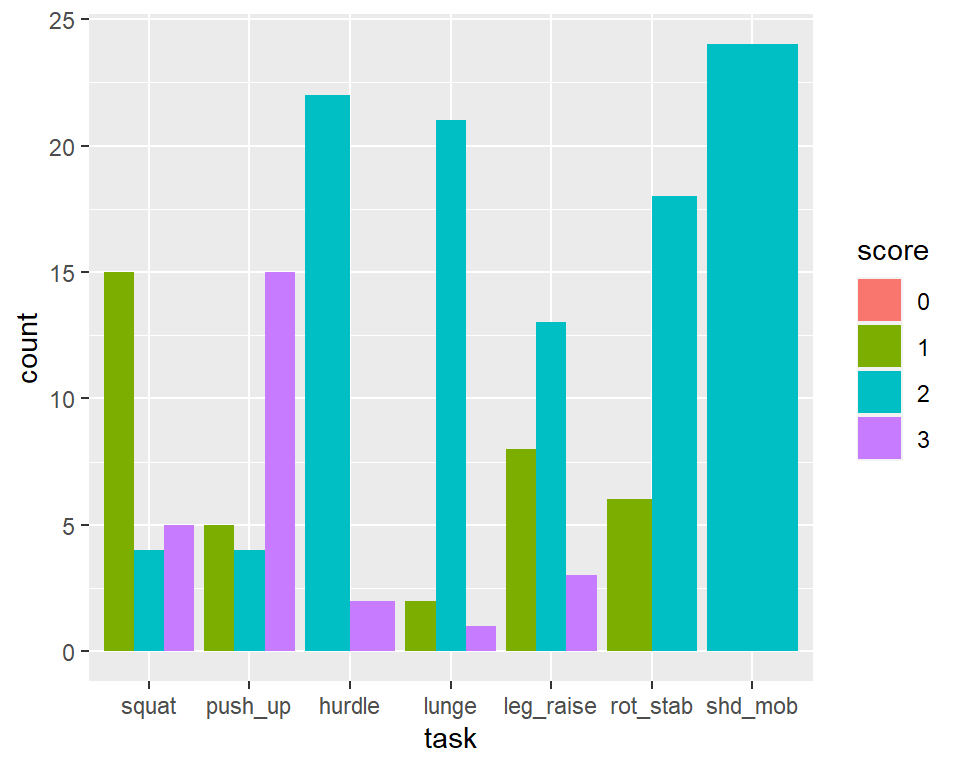 25
20
15
10
5
0
count
squat push_up hurdle lunge leg_raise rot_stab shd_mob
task
score
0
1
2
3